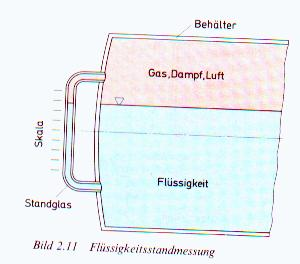 Behälter
Gas,Dampf,Luft
Skala
Flüssigkeit
Standglas
Bild 2.11 Flüssigkeitsstandmessung